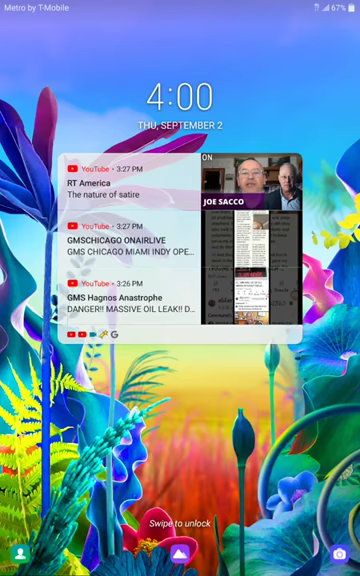 Metro by T-Mobile
67%
4:00
THU, SEPTEMBER 2
YouTube • 3:27 PM
RT America
The nature of satire
ON
JOE SACCO
YouTube • 3:27 PM
GMSCHICAGO ONAIRLIVE
GMS CHICAGO MIAMI INDY OPE...
YouTube • 3:26 PM
GMS Hagnos Anastrophe
DANGER!! MASSIVE OIL LEAK!! D...
G
Swipe to unlock